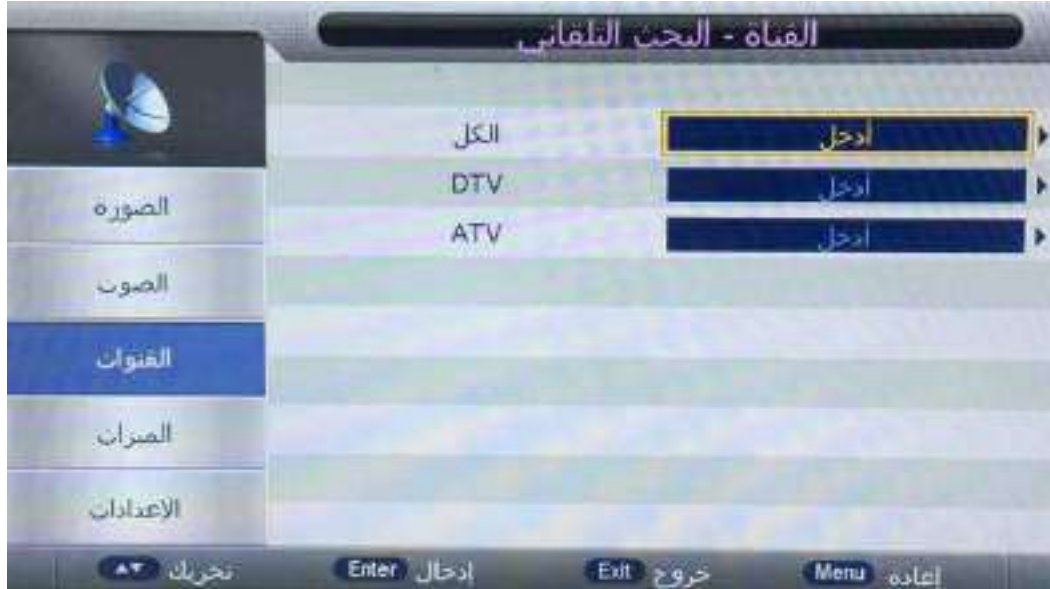 القناة - البحث التلقائي
الكل
أدخل
DTV
أدخل
ATV
أدخل
الصورة
الصوت
القنوات
الميزات
الإعدادات
تحريك
إدخال Enter
خروج Exit
إعادة Menu